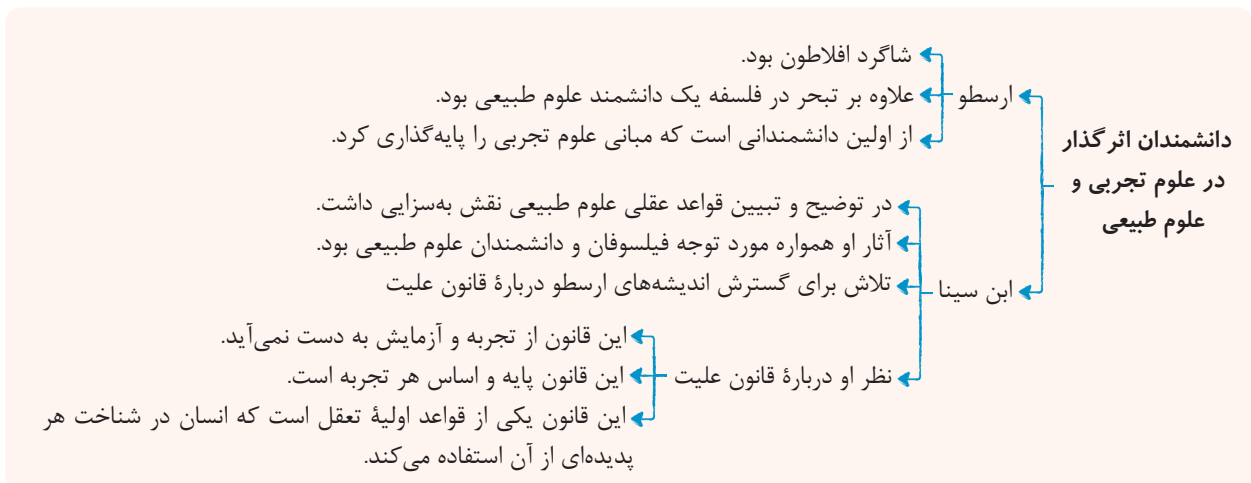 دانشمندان اثرگذار
در علوم تجربی و
علوم طبیعی
ارسطو
شاگرد افلاطون بود.
علاوه بر تبحر در فلسفه یک دانشمند علوم طبیعی بود.
از اولین دانشمندانی است که مبانی علوم تجربی را پایه‌گذاری کرد.
ابن سینا
در توضیح و تبیین قواعد عقلی علوم طبیعی نقش به‌سزایی داشت.
آثار او همواره مورد توجه فیلسوفان و دانشمندان علوم طبیعی بود.
تلاش برای گسترش اندیشه‌های ارسطو دربارهٔ قانون علیت
نظر او دربارهٔ قانون علیت
این قانون از تجربه و آزمایش به دست نمی‌آید.
این قانون پایه و اساس هر تجربه است.
این قانون یکی از قواعد اولیهٔ تعقل است که انسان در شناخت هر
پدیده‌ای از آن استفاده می‌کند.